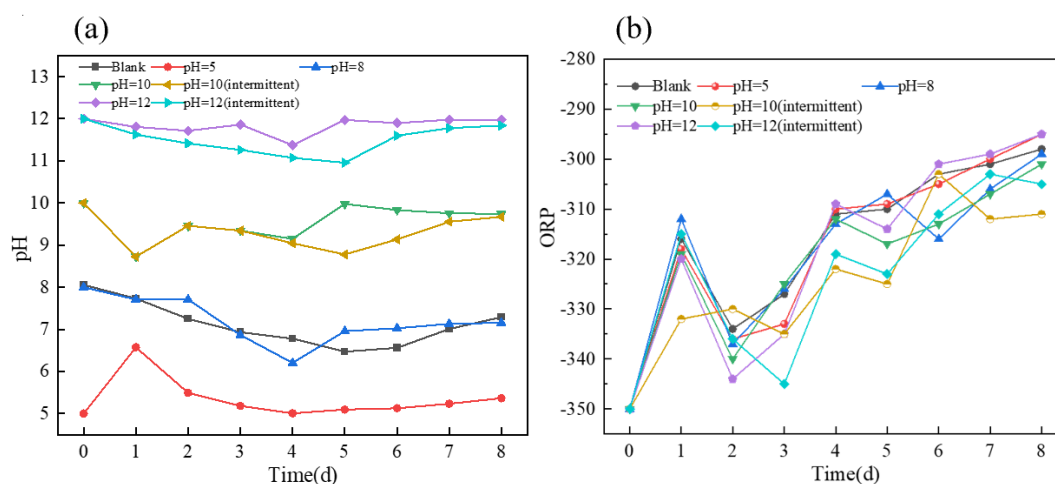 (a)
Blank pH=5 pH=8
pH=10 pH=10(intermittent)
pH=12 pH=12(intermittent)
13
12
11
10
9
8
7
6
5
pH
0 1 2 3 4 5 6 7 8
Time(d)
(b)
-280
-290
-300
-310
-320
-330
-340
-350
ORP
Blank pH=5 pH=8
pH=10 pH=10(intermittent)
pH=12 pH=12(intermittent)
0 1 2 3 4 5 6 7 8
Time(d)